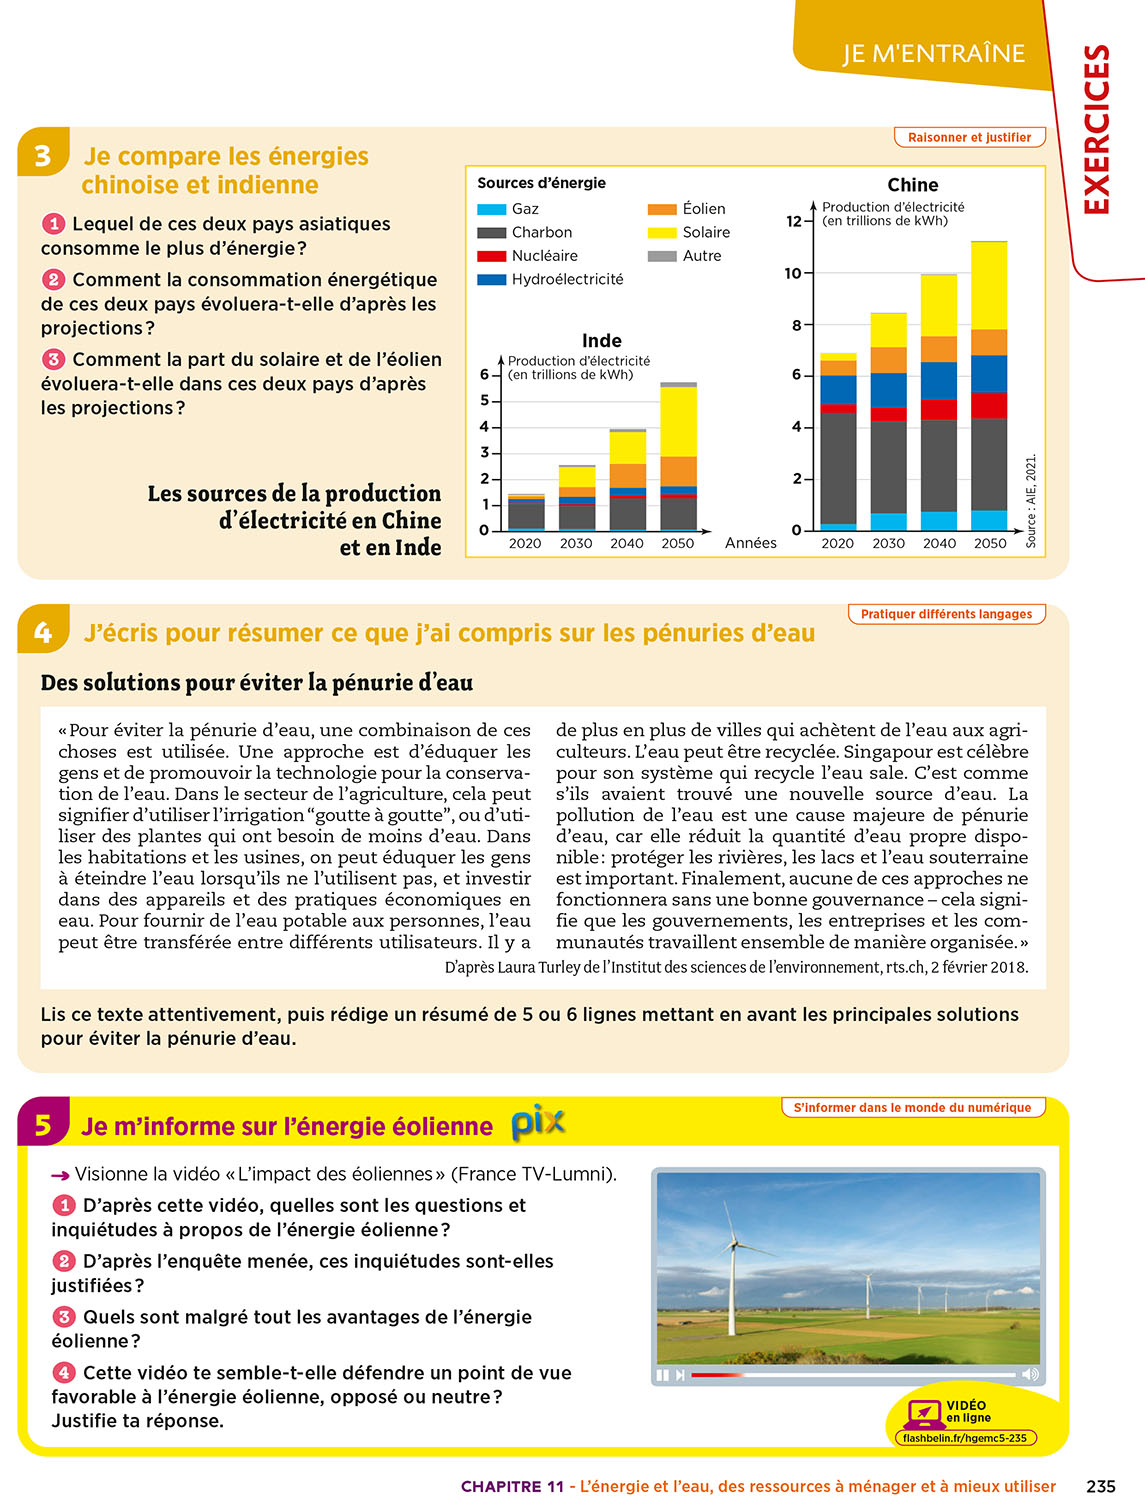 JE M'ENTRAÎNE
EXERCICES
3
Raisonner et justifier
Je compare les énergies
chinoise et indienne
1 Lequel de ces deux pays asiatiques
consomme le plus d'énergie ?
2 Comment la consommation énergétique
de ces deux pays évoluera-t-elle d'après les
projections ?
3 Comment la part du solaire et de l'éolien
évoluera-t-elle dans ces deux pays d'après
les projections ?
Les sources de la production
d'électricité en Chine
et en Inde
Sources d'énergie
Gaz
Charbon
Nucléaire
Hydroélectricité
Éolien
Solaire
Autre
Inde
Production d'électricité
(en trillions de kWh)
6
5
4
3
2
1
0
2020 2030 2040 2050
Années
Chine
Production d'électricité
(en trillions de kWh)
12
10
8
6
4
2
0
2020 2030 2040 2050
Source : AIE, 2021.
4
Pratiquer différents langages
J'écris pour résumer ce que j'ai compris sur les pénuries d'eau
Des solutions pour éviter la pénurie d'eau
« Pour éviter la pénurie d'eau, une combinaison de ces
choses est utilisée. Une approche est d'éduquer les
gens et de promouvoir la technologie pour la conserva-
tion de l'eau. Dans le secteur de l'agriculture, cela peut
signifier d'utiliser l'irrigation “goutte à goutte”, ou d'uti-
liser des plantes qui ont besoin de moins d'eau. Dans
les habitations et les usines, on peut éduquer les gens
à éteindre l'eau lorsqu'ils ne l'utilisent pas, et investir
dans des appareils et des pratiques économiques en
eau. Pour fournir de l'eau potable aux personnes, l'eau
peut être transférée entre différents utilisateurs. Il y a
de plus en plus de villes qui achètent de l'eau aux agri-
culteurs. L'eau peut être recyclée. Singapour est célèbre
pour son système qui recycle l'eau sale. C'est comme
s'ils avaient trouvé une nouvelle source d'eau. La
pollution de l'eau est une cause majeure de pénurie
d'eau, car elle réduit la quantité d'eau propre dispo-
nible : protéger les rivières, les lacs et l'eau souterraine
est important. Finalement, aucune de ces approches ne
fonctionnera sans une bonne gouvernance – cela signi-
fie que les gouvernements, les entreprises et les com-
munautés travaillent ensemble de manière organisée. »
D'après Laura Turley de l'Institut des sciences de l'environnement, rts.ch, 2 février 2018.
Lis ce texte attentivement, puis rédige un résumé de 5 ou 6 lignes mettant en avant les principales solutions
pour éviter la pénurie d'eau.
5
S'informer dans le monde du numérique
Je m'informe sur l'énergie éolienne pix
→ Visionne la vidéo « L'impact des éoliennes » (France TV-Lumni).
1 D'après cette vidéo, quelles sont les questions et
inquiétudes à propos de l'énergie éolienne ?
2 D'après l'enquête menée, ces inquiétudes sont-elles
justifiées ?
3 Quels sont malgré tout les avantages de l'énergie
éolienne ?
4 Cette vidéo te semble-t-elle défendre un point de vue
favorable à l'énergie éolienne, opposé ou neutre ?
Justifie ta réponse.
VIDÉO
en ligne
flashbelin.fr/hgemc5-235
CHAPITRE 11 - L'énergie et l'eau, des ressources à ménager et à mieux utiliser 235